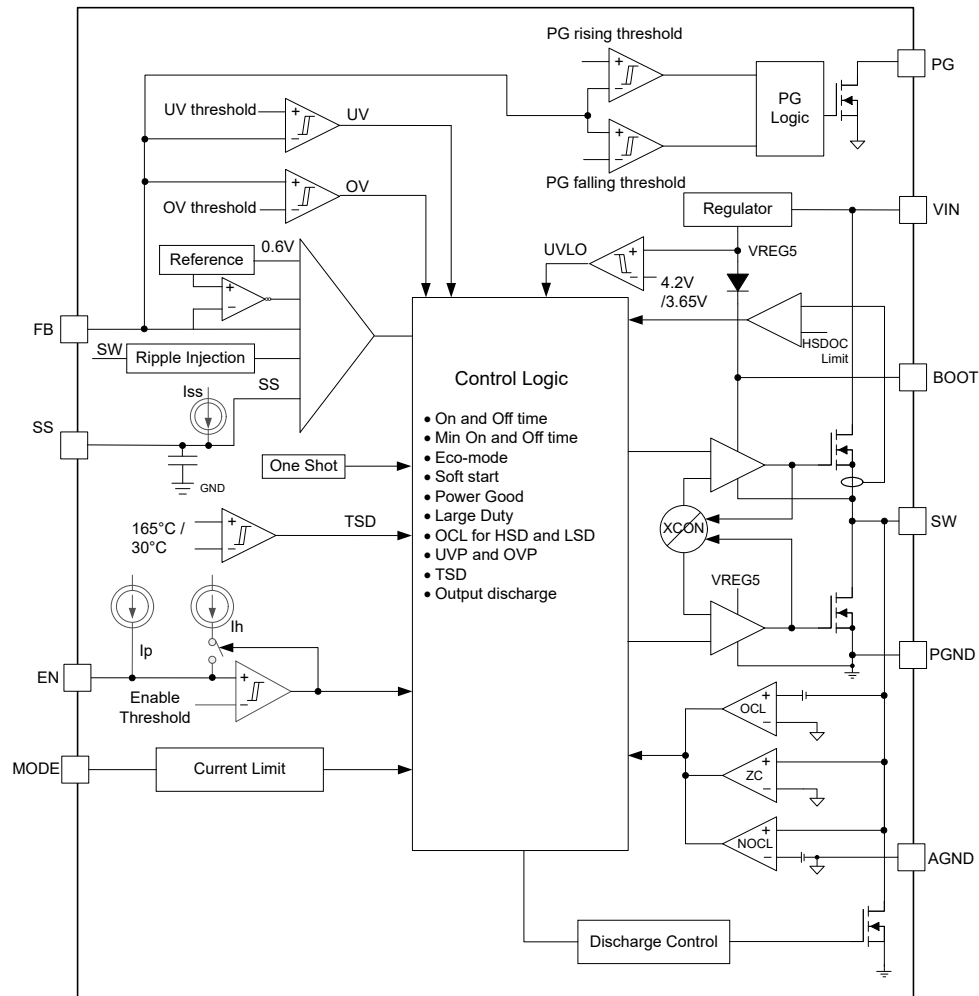 PG rising threshold
PG
UV threshold
UV
PG
Logic
PG falling threshold
OV
OV threshold
Regulator
VIN
0.6V
UVLO
VREG5
Reference
4.2V
/3.65V
FB
HSDOC
Limit
SW
Ripple Injection
Control Logic
BOOT
Iss
SS
SS
GND
• On and Off time
• Min On and Off time
• Eco-mode
• Soft start
• Power Good
• Large Duty
• OCL for HSD and LSD
• UVP and OVP
• TSD
• Output discharge
One Shot
165°C /
30°C
TSD
XCON
SW
VREG5
Ip
Ih
EN
Enable
Threshold
PGND
OCL
MODE
Current Limit
ZC
NOCL
AGND
Discharge Control
+
−
+
−
+
−
+
−
+
−
+
−
+
−
+
−
+
−
+
−
+
−